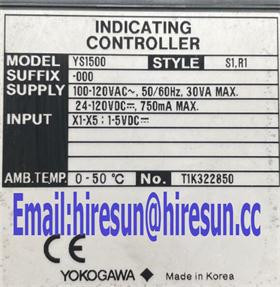 INDICATING
CONTROLLER
MODEL YS1500 STYLE S1,R1
SUFFIX -000
SUPPLY 100-120VAC~, 50/60Hz, 30VA MAX.
24-120VDC⎓, 750mA MAX.
INPUT X1-X5 : 1-5VDC⎓
AMB.TEMP. 0-50℃ No. T1K322850
Email:hiresun@hiresun.cc
CE
YOKOGAWA Made in Korea